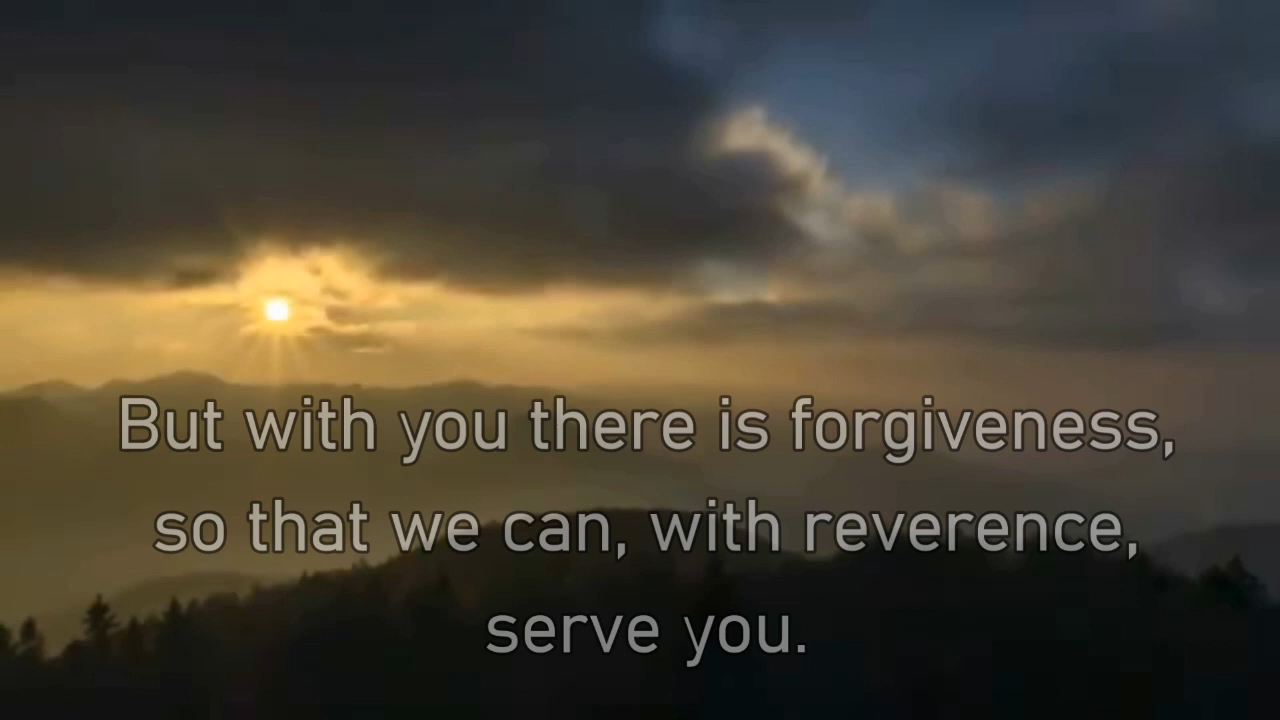 But with you there is forgiveness,
so that we can, with reverence,
serve you.